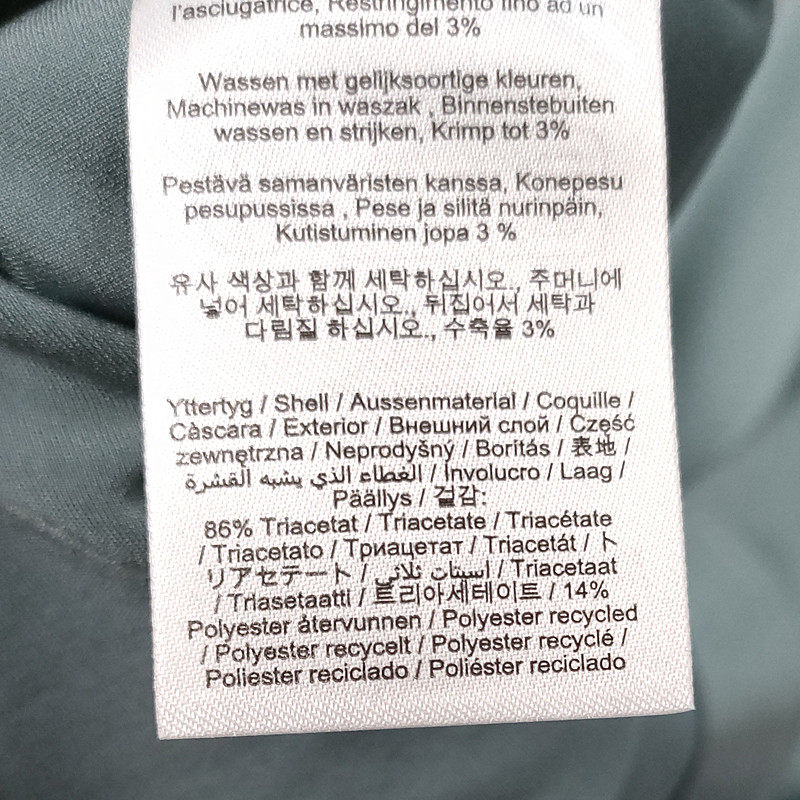 l'asciugatrice, Restringimento fino ad un
massimo del 3%
Wassen met gelijksoortige kleuren,
Machinewas in waszak , Binnenstebuiten
wassen en strijken, Krimp tot 3%
Pestävä samanväristen kanssa, Konepesu
pesupussissa , Pese ja silitä nurinpäin,
Kutistuminen jopa 3 %
유사 색상과 함께 세탁하십시오., 주머니에
넣어 세탁하십시오., 뒤집어서 세탁과
다림질 하십시오., 수축율 3%
Yttertyg / Shell / Aussenmaterial / Coquille /
Càscara / Exterior / Внешний слой / Część
zewnętrzna / Neprodyšný / Borítás / 表地 /
الغطاء الذي يشبه القشرة / Involucro / Laag /
Päällys / 겉감:
86% Triacetat / Triacetate / Triacétate
/ Triacetato / Триацетат / Triacetát / ト
リアセテート / اسيتات ثلاثي / Triacetaat
/ Triasetaatti / 트리아세테이트 / 14%
Polyester återvunnen / Polyester recycled
/ Polyester recycelt / Polyester recyclé /
Poliester reciclado / Poliéster reciclado